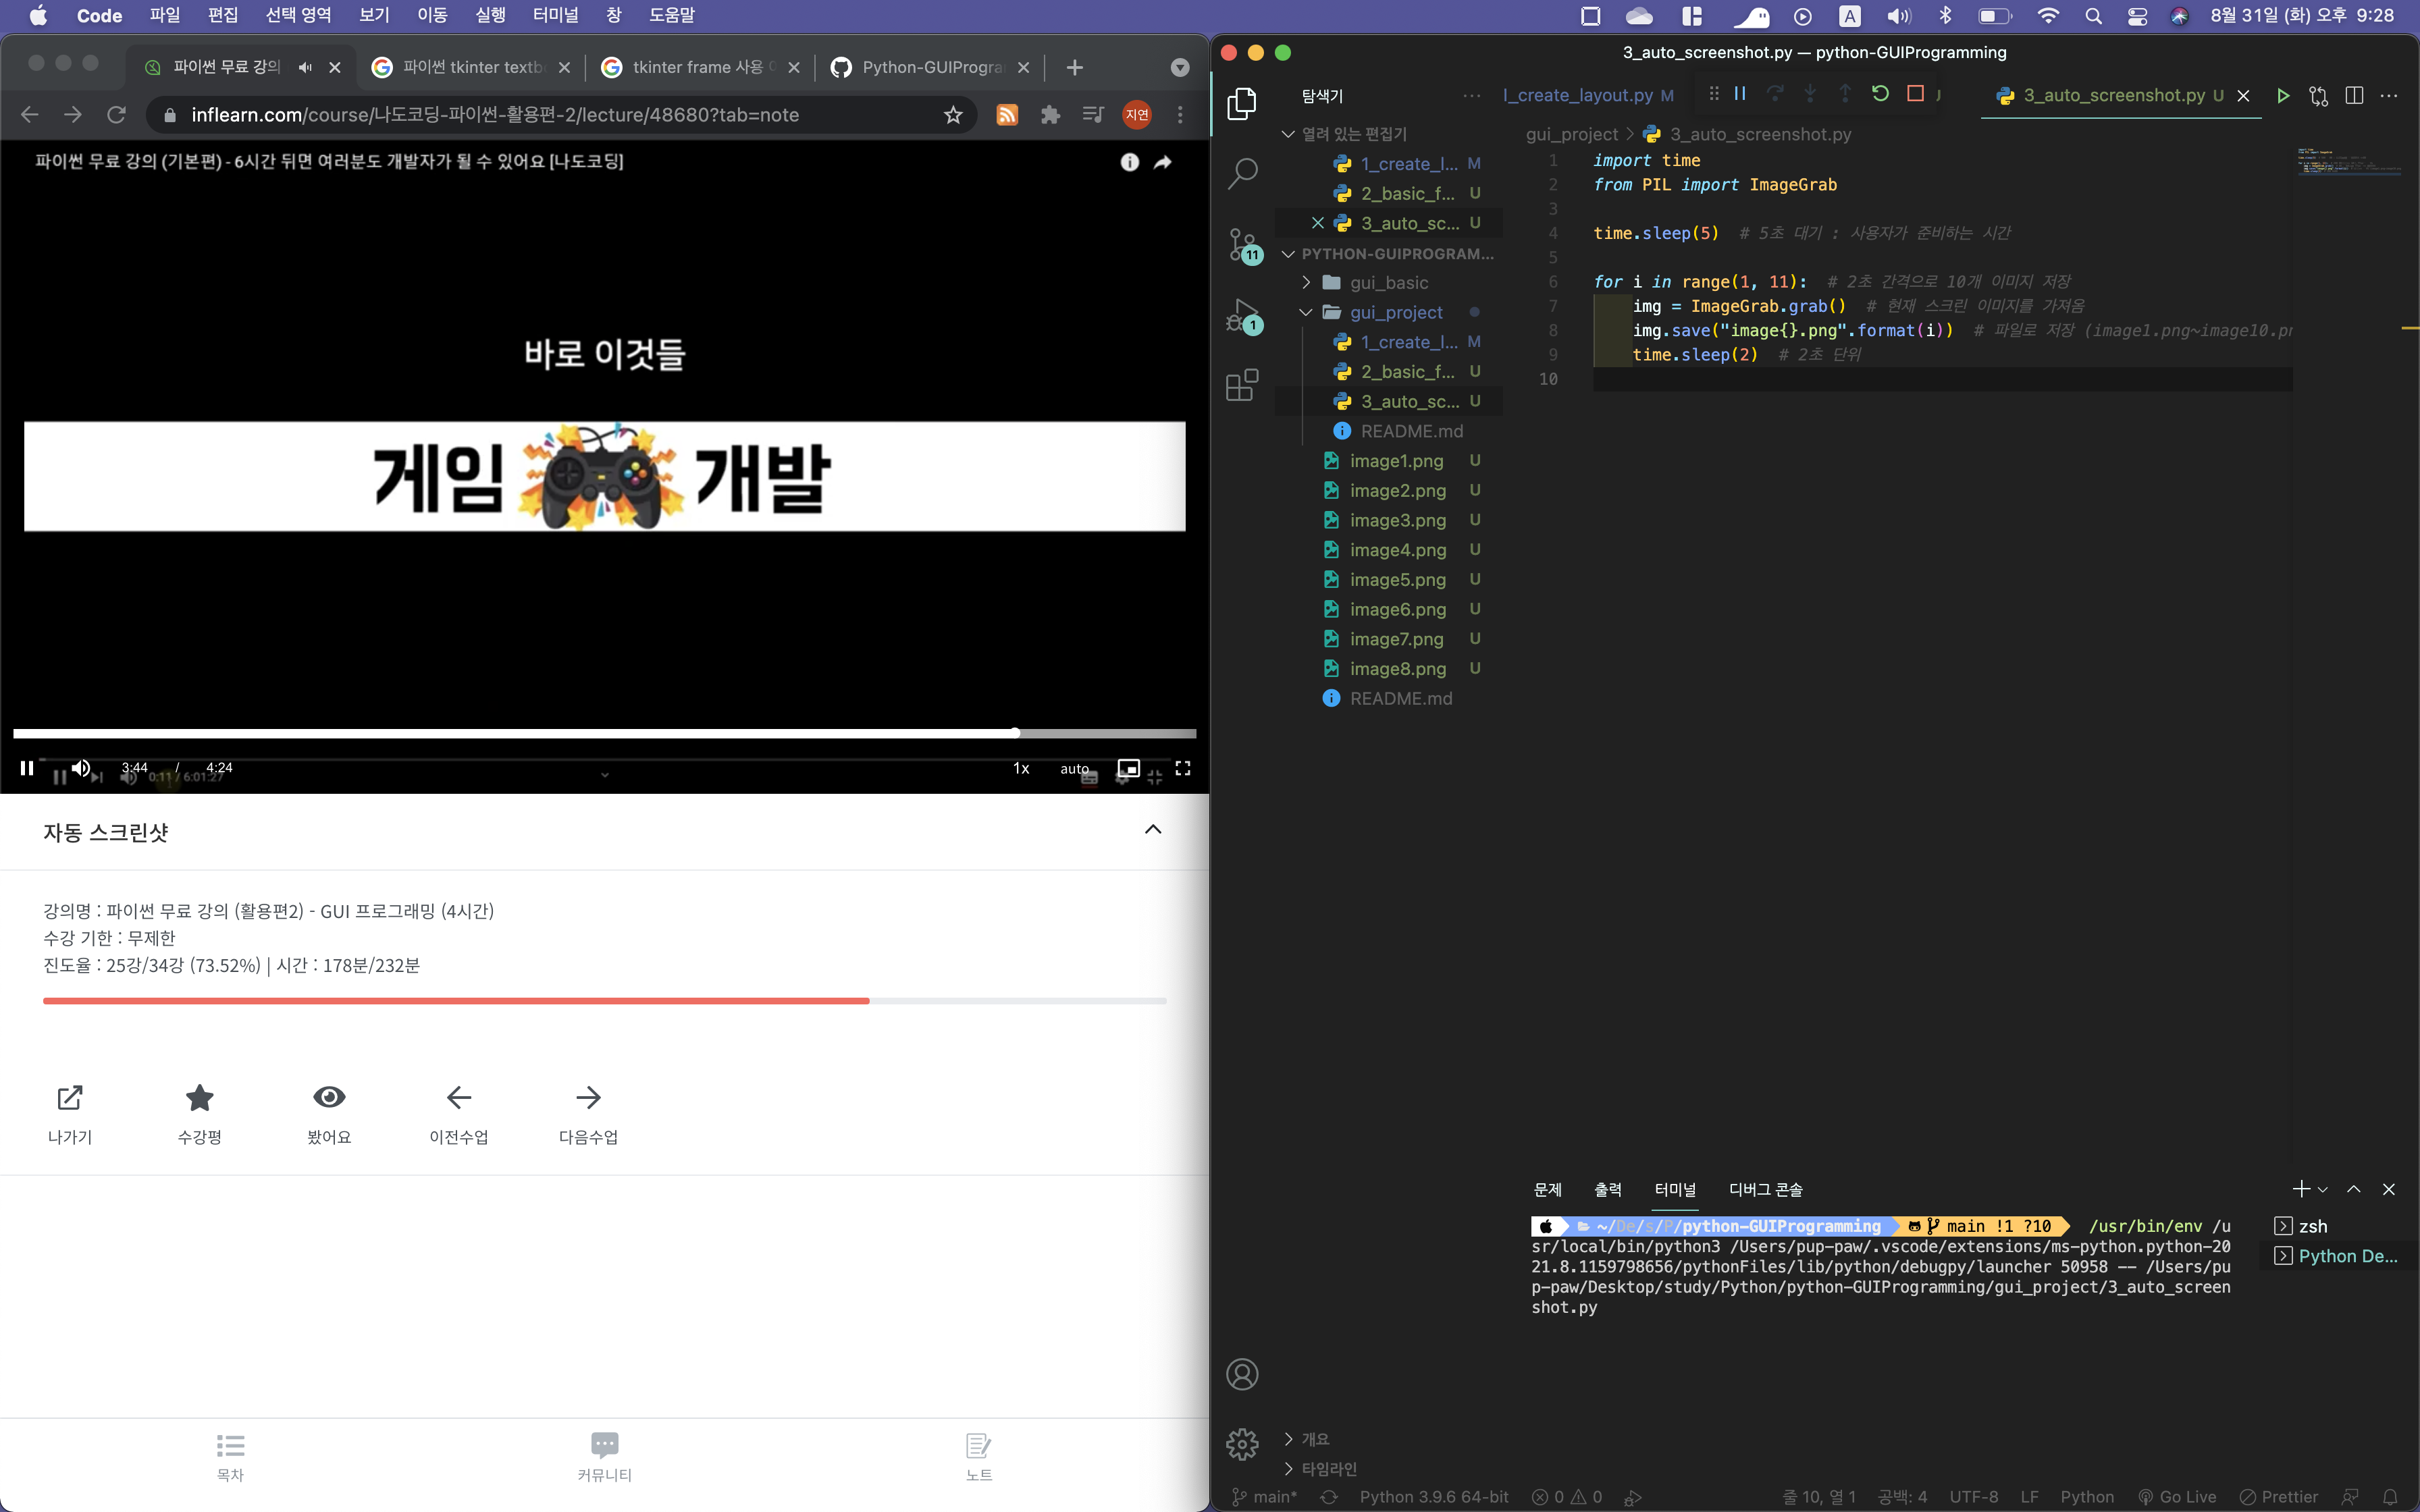 Code 파일 편집 선택 영역 보기 이동 실행 터미널 창 도움말
A
8월 31일 (화) 오후 9:28
파이썬 무료 강의
파이썬 tkinter textb
tkinter frame 사용
Python-GUIProgra
inflearn.com/course/나도코딩-파이썬-활용편-2/lecture/48680?tab=note
지연
파이썬 무료 강의 (기본편) - 6시간 뒤면 여러분도 개발자가 될 수 있어요 [나도코딩]
바로 이것들
게임 개발
3:44 / 4:24
1x auto
0:11 / 6:01:27
자동 스크린샷
강의명 : 파이썬 무료 강의 (활용편2) - GUI 프로그래밍 (4시간)
수강 기한 : 무제한
진도율 : 25강/34강 (73.52%) | 시간 : 178분/232분
나가기 수강평 봤어요 이전수업 다음수업
목차 커뮤니티 노트
3_auto_screenshot.py — python-GUIProgramming
탐색기
열려 있는 편집기
1_create_l... M
2_basic_f... U
3_auto_sc... U
11
PYTHON-GUIPROGRAM...
gui_basic
1
gui_project
1_create_l... M
2_basic_f... U
3_auto_sc... U
README.md
image1.png U
image2.png U
image3.png U
image4.png U
image5.png U
image6.png U
image7.png U
image8.png U
README.md
개요
타임라인
l_create_layout.py M
3_auto_screenshot.py U
gui_project > 3_auto_screenshot.py
1 import time
2 from PIL import ImageGrab
3
4 time.sleep(5) # 5초 대기 : 사용자가 준비하는 시간
5
6 for i in range(1, 11): # 2초 간격으로 10개 이미지 저장
7 img = ImageGrab.grab() # 현재 스크린 이미지를 가져옴
8 img.save("image{}.png".format(i)) # 파일로 저장 (image1.png~image10.pn
9 time.sleep(2) # 2초 단위
10
문제 출력 터미널 디버그 콘솔
~/De/s/P/python-GUIProgramming main !1 ?10 /usr/bin/env /u
sr/local/bin/python3 /Users/pup-paw/.vscode/extensions/ms-python.python-20
21.8.1159798656/pythonFiles/lib/python/debugpy/launcher 50958 -- /Users/pu
p-paw/Desktop/study/Python/python-GUIProgramming/gui_project/3_auto_screen
shot.py
zsh
Python De...
main* Python 3.9.6 64-bit 0 0 줄 10, 열 1 공백: 4 UTF-8 LF Python Go Live Prettier